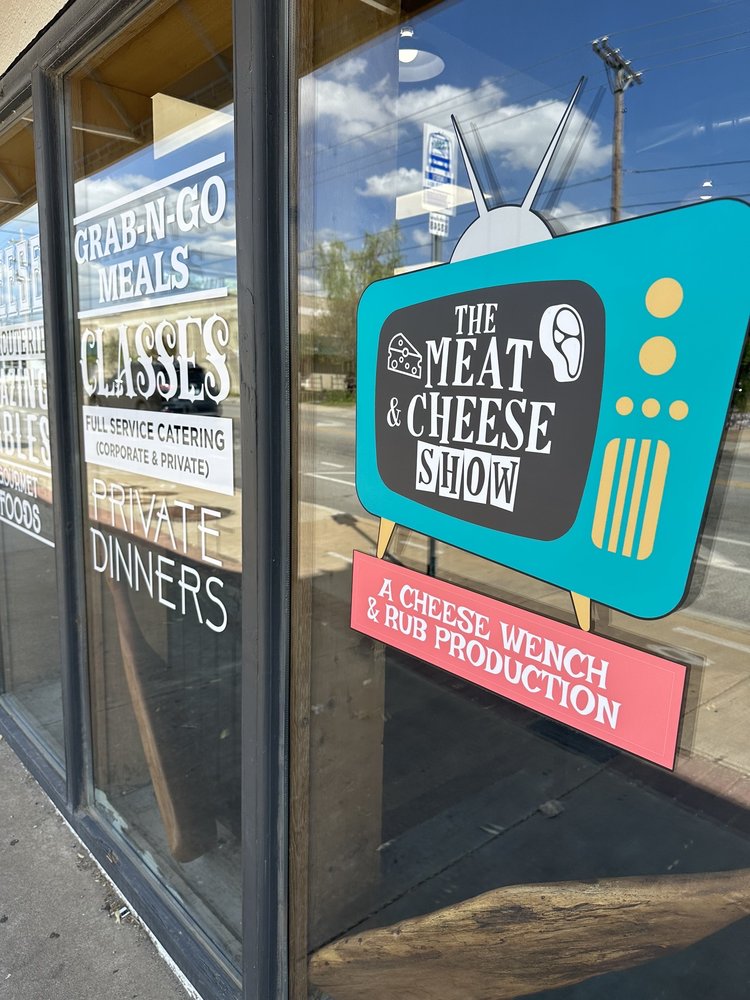 GRAB-N-GO
MEALS
CLASSES
FULL SERVICE CATERING
(CORPORATE & PRIVATE)
PRIVATE
DINNERS
THE
MEAT
& CHEESE
SHOW
A CHEESE WENCH
& RUB PRODUCTION
FOODS